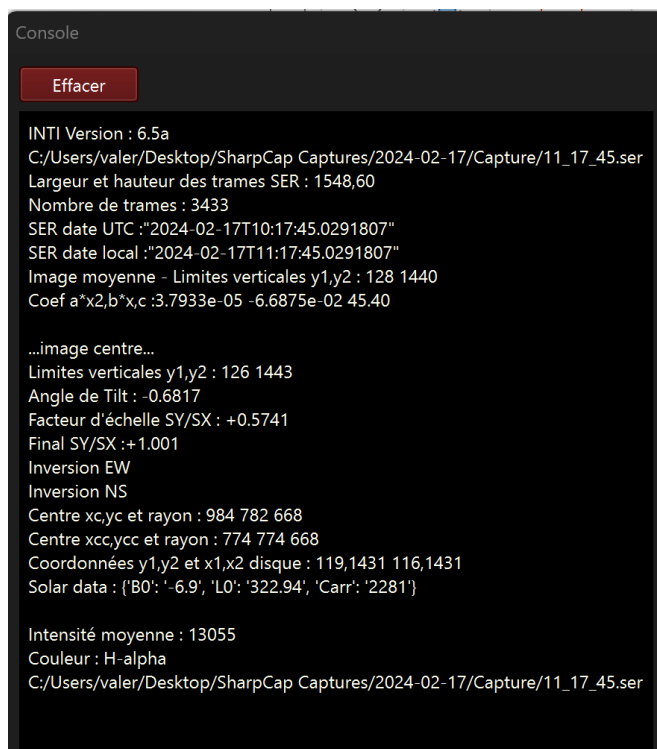 Console
Effacer
INTI Version : 6.5a
C:/Users/valer/Desktop/SharpCap Captures/2024-02-17/Capture/11_17_45.ser
Largeur et hauteur des trames SER : 1548,60
Nombre de trames : 3433
SER date UTC :"2024-02-17T10:17:45.0291807"
SER date local :"2024-02-17T11:17:45.0291807"
Image moyenne - Limites verticales y1,y2 : 128 1440
Coef a*x2,b*x,c :3.7933e-05 -6.6875e-02 45.40
...image centre...
Limites verticales y1,y2 : 126 1443
Angle de Tilt : -0.6817
Facteur d'échelle SY/SX : +0.5741
Final SY/SX :+1.001
Inversion EW
Inversion NS
Centre xc,yc et rayon : 984 782 668
Centre xcc,ycc et rayon : 774 774 668
Coordonnées y1,y2 et x1,x2 disque : 119,1431 116,1431
Solar data : {'B0': '-6.9', 'L0': '322.94', 'Carr': '2281'}
Intensité moyenne : 13055
Couleur : H-alpha
C:/Users/valer/Desktop/SharpCap Captures/2024-02-17/Capture/11_17_45.ser